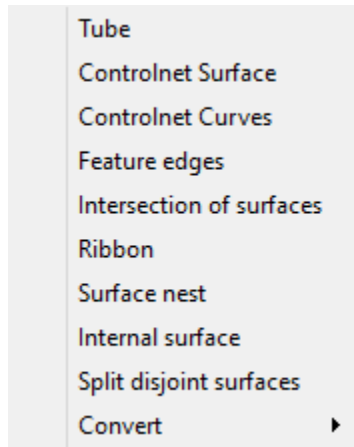 Tube
Controlnet Surface
Controlnet Curves
Feature edges
Intersection of surfaces
Ribbon
Surface nest
Internal surface
Split disjoint surfaces
Convert